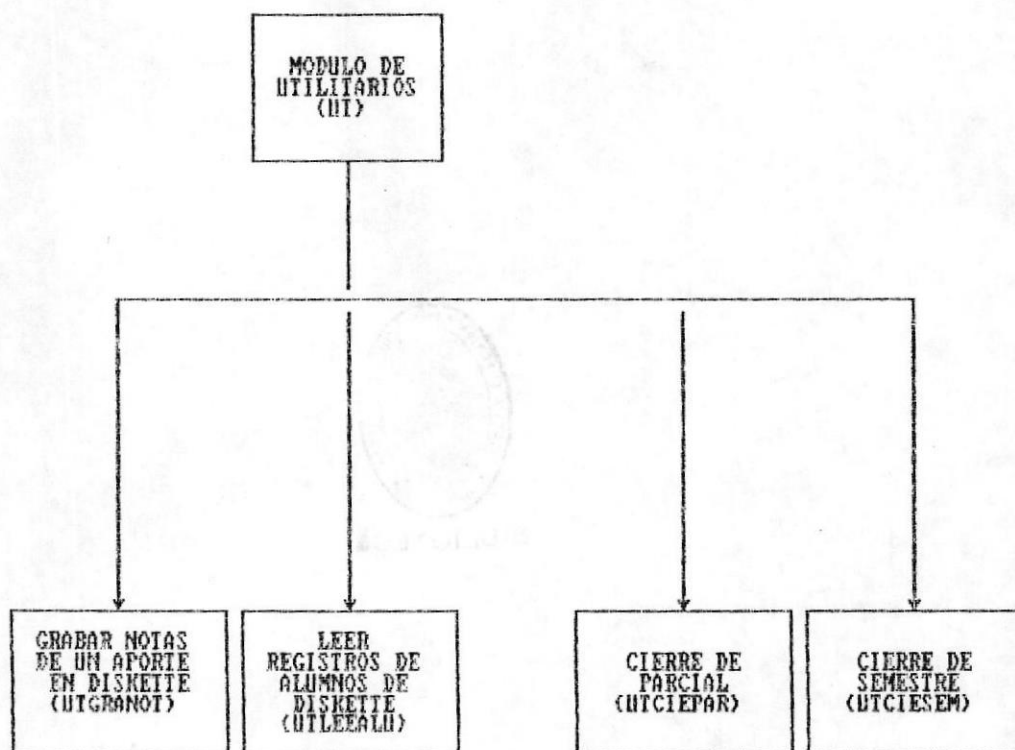 MODULO DE
UTILITARIOS
(UT)
GRABAR NOTAS
DE UN APORTE
EN DISKETTE
(UTGRANOT)
LEER
REGISTROS DE
ALUMNOS DE
DISKETTE
(UTLEEALU)
CIERRE DE
PARCIAL
(UTCIEPAR)
CIERRE DE
SEMESTRE
(UTCIESEM)